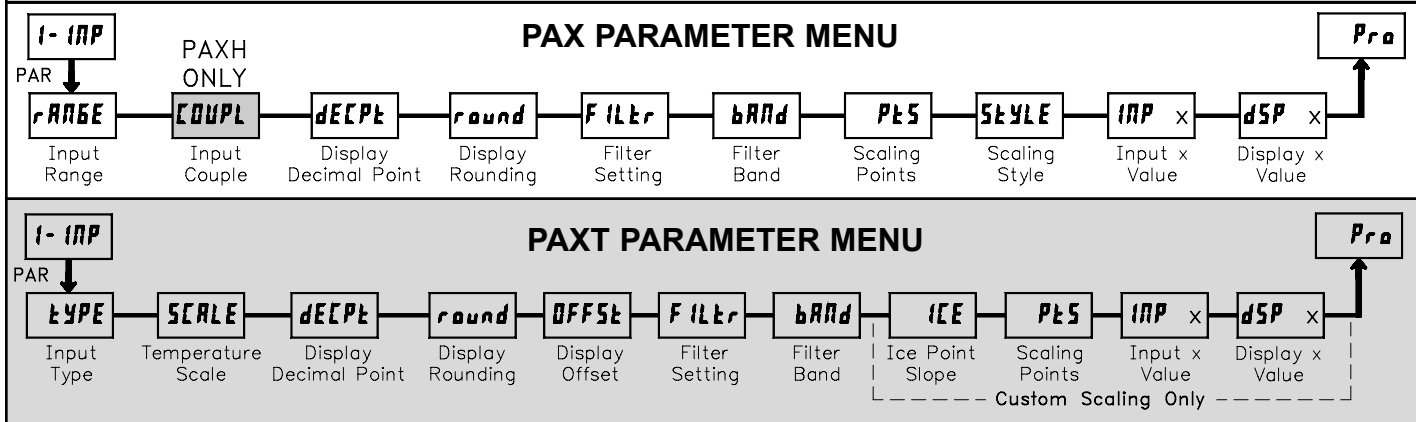 1-INP
PAX PARAMETER MENU
Pro
PAXH
ONLY
PAR
rANGE
COUPL
dECPt
round
FILtr
bANd
PtS
StYLE
INP x
dSP x
Input
Range
Input
Couple
Display
Decimal Point
Display
Rounding
Filter
Setting
Filter
Band
Scaling
Points
Scaling
Style
Input x
Value
Display x
Value
1-INP
PAXT PARAMETER MENU
Pro
PAR
tYPE
SCALE
dECPt
round
OFFSt
FILtr
bANd
ICE
PtS
INP x
dSP x
Input
Type
Temperature
Scale
Display
Decimal Point
Display
Rounding
Display
Offset
Filter
Setting
Filter
Band
Ice Point
Slope
Scaling
Points
Input x
Value
Display x
Value
Custom Scaling Only